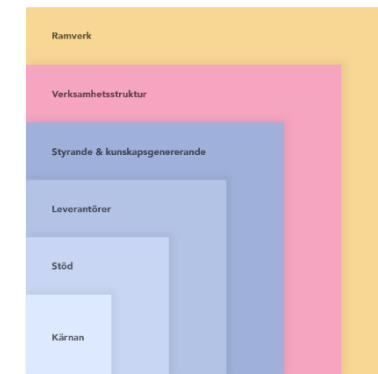 Ramverk
Verksamhetsstruktur
Styrande & kunskapsgenererande
Leverantörer
Stöd
Kärnan